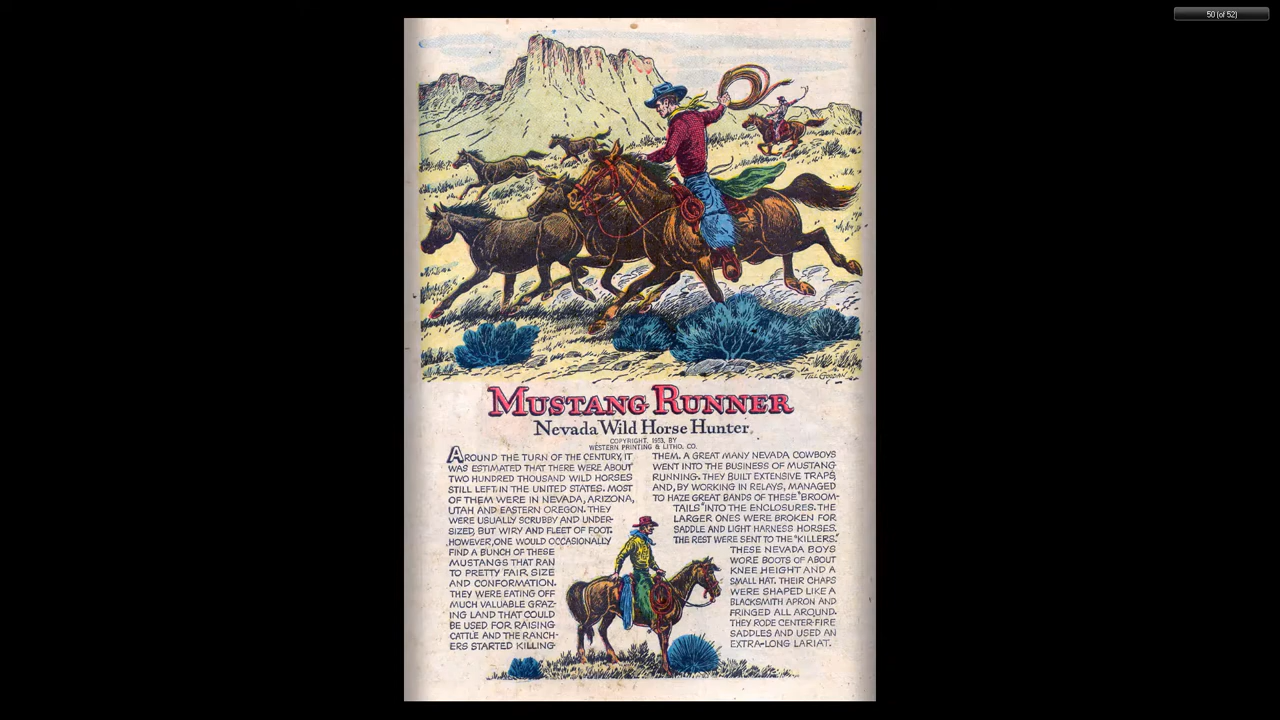 50 (of 52)
TEX GORDAN
MUSTANG RUNNER
Nevada Wild Horse Hunter
COPYRIGHT, 1953, BY
WESTERN PRINTING & LITHO. CO.
AROUND THE TURN OF THE CENTURY, IT
WAS ESTIMATED THAT THERE WERE ABOUT
TWO HUNDRED THOUSAND WILD HORSES
STILL LEFT IN THE UNITED STATES. MOST
OF THEM WERE IN NEVADA, ARIZONA,
UTAH AND EASTERN OREGON. THEY
WERE USUALLY SCRUBBY AND UNDER-
SIZED, BUT WIRY AND FLEET OF FOOT.
HOWEVER, ONE WOULD OCCASIONALLY
FIND A BUNCH OF THESE
MUSTANGS THAT RAN
TO PRETTY FAIR SIZE
AND CONFORMATION.
THEY WERE EATING OFF
MUCH VALUABLE GRAZ-
ING LAND THAT COULD
BE USED FOR RAISING
CATTLE AND THE RANCH-
ERS STARTED KILLING
THEM. A GREAT MANY NEVADA COWBOYS
WENT INTO THE BUSINESS OF MUSTANG
RUNNING. THEY BUILT EXTENSIVE TRAPS,
AND, BY WORKING IN RELAYS, MANAGED
TO HAZE GREAT BANDS OF THESE "BROOM-
TAILS" INTO THE ENCLOSURES. THE
LARGER ONES WERE BROKEN FOR
SADDLE AND LIGHT HARNESS HORSES.
THE REST WERE SENT TO THE "KILLERS."
THESE NEVADA BOYS
WORE BOOTS OF ABOUT
KNEE HEIGHT AND A
SMALL HAT. THEIR CHAPS
WERE SHAPED LIKE A
BLACKSMITH APRON AND
FRINGED ALL AROUND.
THEY RODE CENTER-FIRE
SADDLES AND USED AN
EXTRA-LONG LARIAT.